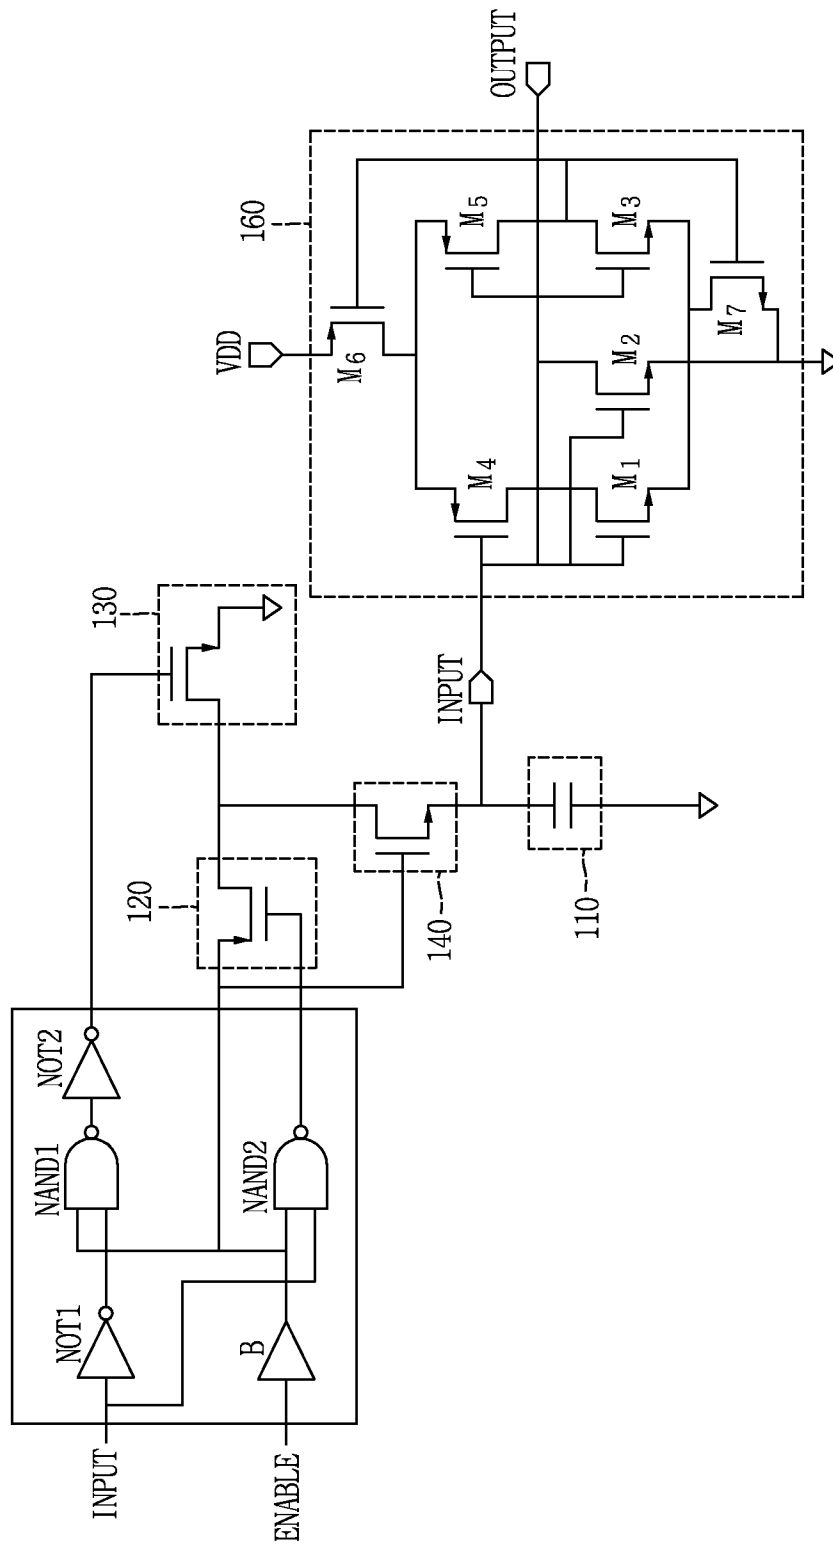 INPUT
ENABLE
NOT1
B
NAND1
NAND2
NOT2
120
130
140
110
INPUT
160
VDD
M6
M4
M5
M1
M2
M3
M7
OUTPUT